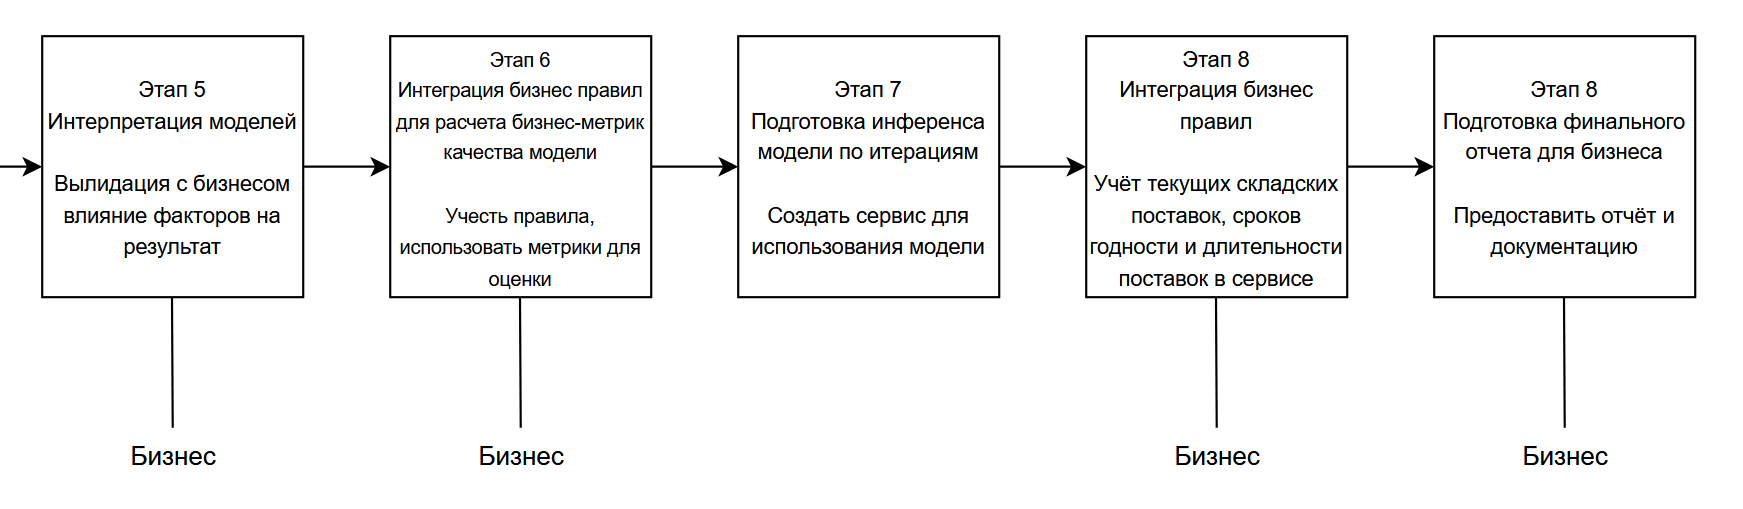 Этап 5
Интерпретация моделей
Вылидация с бизнесом
влияние факторов на
результат
Этап 6
Интеграция бизнес правил
для расчета бизнес-метрик
качества модели
Учесть правила,
использовать метрики для
оценки
Этап 7
Подготовка инференса
модели по итерациям
Создать сервис для
использования модели
Этап 8
Интеграция бизнес
правил
Учёт текущих складских
поставок, сроков
годности и длительности
поставок в сервисе
Этап 8
Подготовка финального
отчета для бизнеса
Предоставить отчёт и
документацию
Бизнес
Бизнес
Бизнес
Бизнес